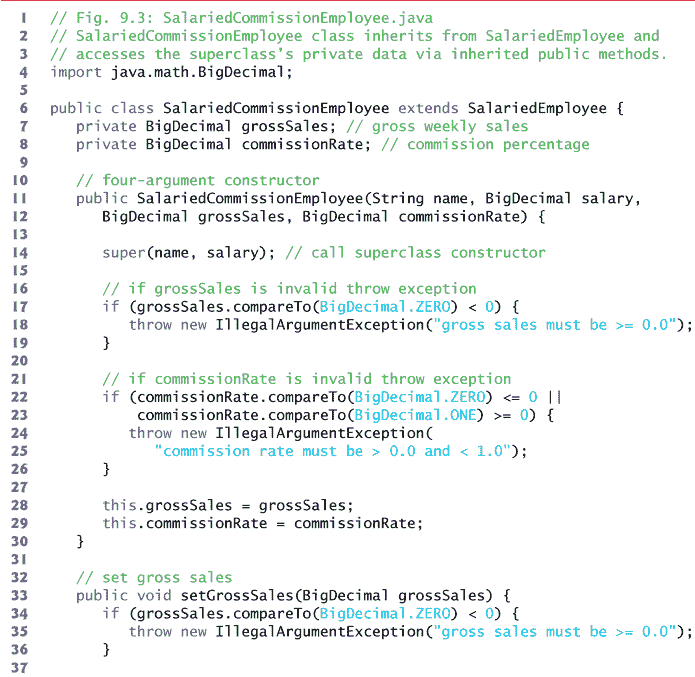 1 // Fig. 9.3: SalariedCommissionEmployee.java
2 // SalariedCommissionEmployee class inherits from SalariedEmployee and
3 // accesses the superclass's private data via inherited public methods.
4 import java.math.BigDecimal;
5
6 public class SalariedCommissionEmployee extends SalariedEmployee {
7    private BigDecimal grossSales; // gross weekly sales
8    private BigDecimal commissionRate; // commission percentage
9
10    // four-argument constructor
11    public SalariedCommissionEmployee(String name, BigDecimal salary,
12       BigDecimal grossSales, BigDecimal commissionRate) {
13
14       super(name, salary); // call superclass constructor
15
16       // if grossSales is invalid throw exception
17       if (grossSales.compareTo(BigDecimal.ZERO) < 0) {
18          throw new IllegalArgumentException("gross sales must be >= 0.0");
19       }
20
21       // if commissionRate is invalid throw exception
22       if (commissionRate.compareTo(BigDecimal.ZERO) <= 0 ||
23           commissionRate.compareTo(BigDecimal.ONE) >= 0) {
24          throw new IllegalArgumentException(
25             "commission rate must be > 0.0 and < 1.0");
26       }
27
28       this.grossSales = grossSales;
29       this.commissionRate = commissionRate;
30    }
31
32    // set gross sales
33    public void setGrossSales(BigDecimal grossSales) {
34       if (grossSales.compareTo(BigDecimal.ZERO) < 0) {
35          throw new IllegalArgumentException("gross sales must be >= 0.0");
36       }
37